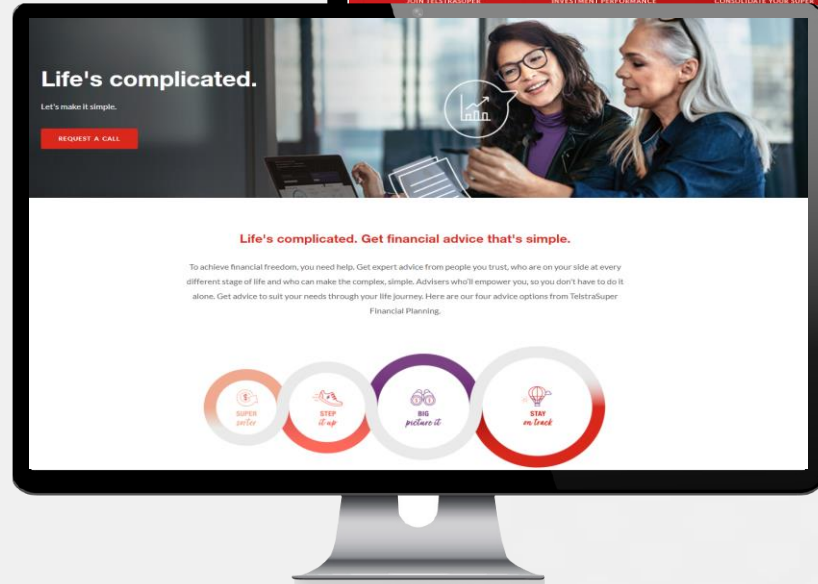 JOIN TELSTRASUPER INVESTMENT PERFORMANCE CONSOLIDATE YOUR SUPER
Life's complicated.
Let's make it simple.
REQUEST A CALL
Life's complicated. Get financial advice that's simple.
To achieve financial freedom, you need help. Get expert advice from people you trust, who are on your side at every
different stage of life and who can make the complex, simple. Advisers who'll empower you, so you don't have to do it
alone. Get advice to suit your needs through your life journey. Here are our four advice options from TelstraSuper
Financial Planning.
SUPER STEP BIG STAY
sorter it up picture it on track